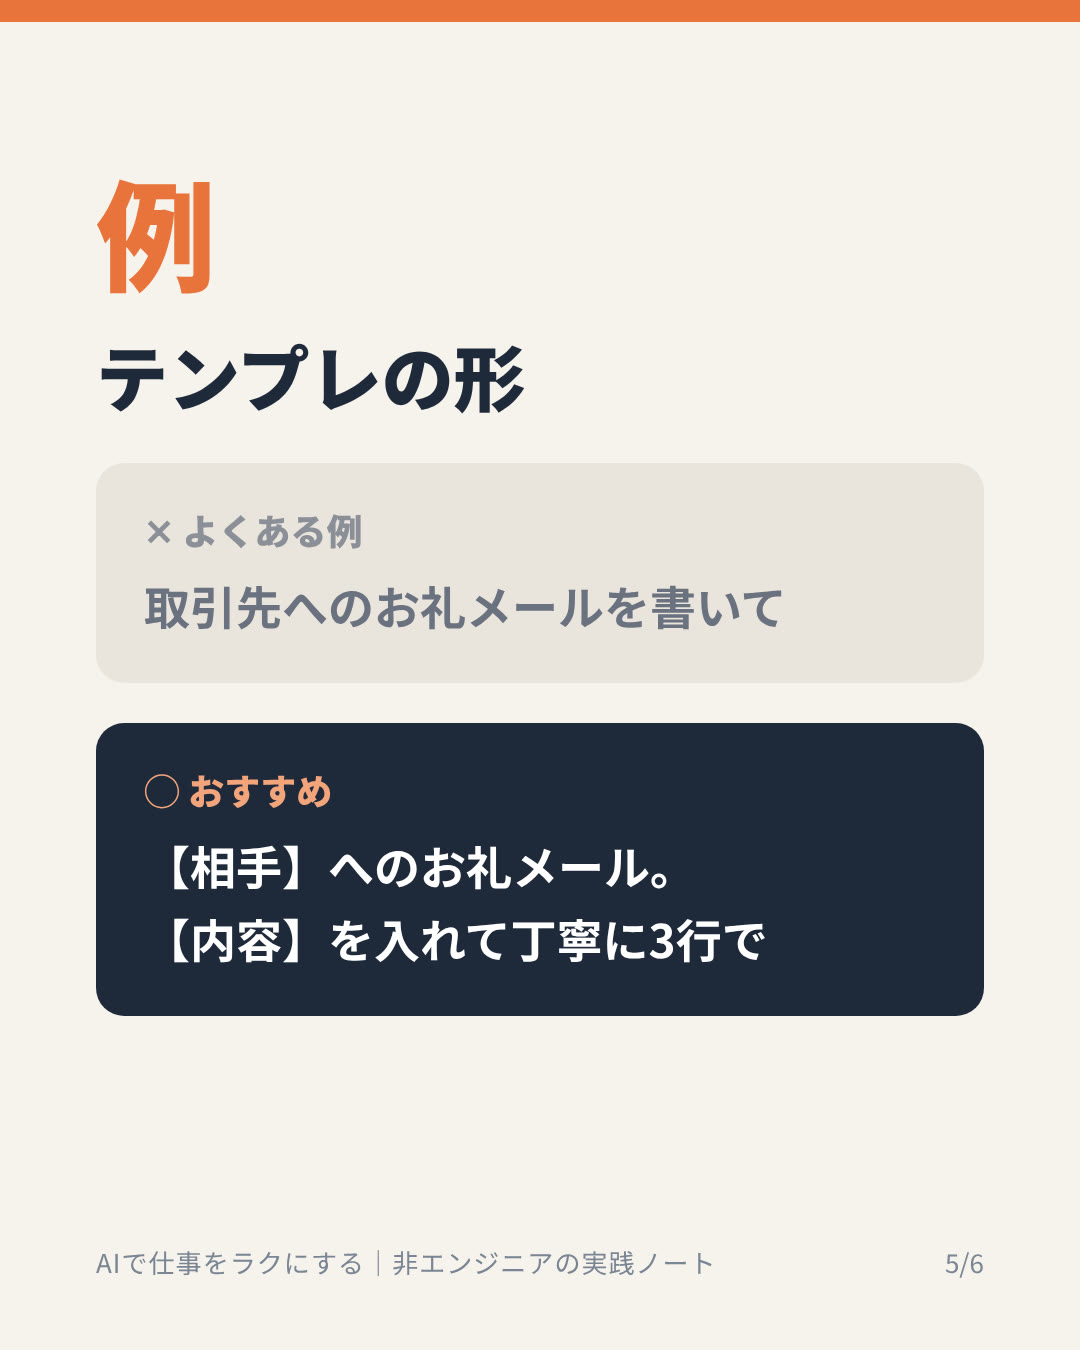 例
テンプレの形
× よくある例
取引先へのお礼メールを書いて
○ おすすめ
【相手】へのお礼メール。
【内容】を入れて丁寧に3行で
AIで仕事をラクにする｜非エンジニアの実践ノート
5/6